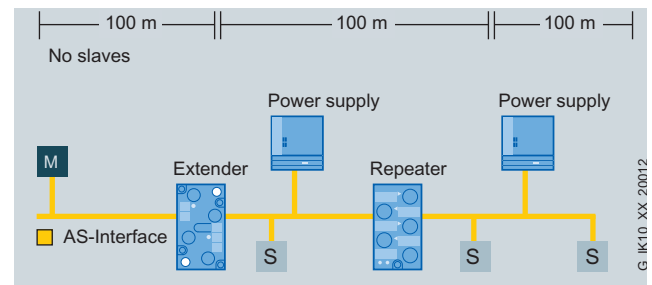 100 m 100 m 100 m
No slaves
Power supply Power supply
M
Extender Repeater
AS-Interface
S S S
G_IK10_XX_20012